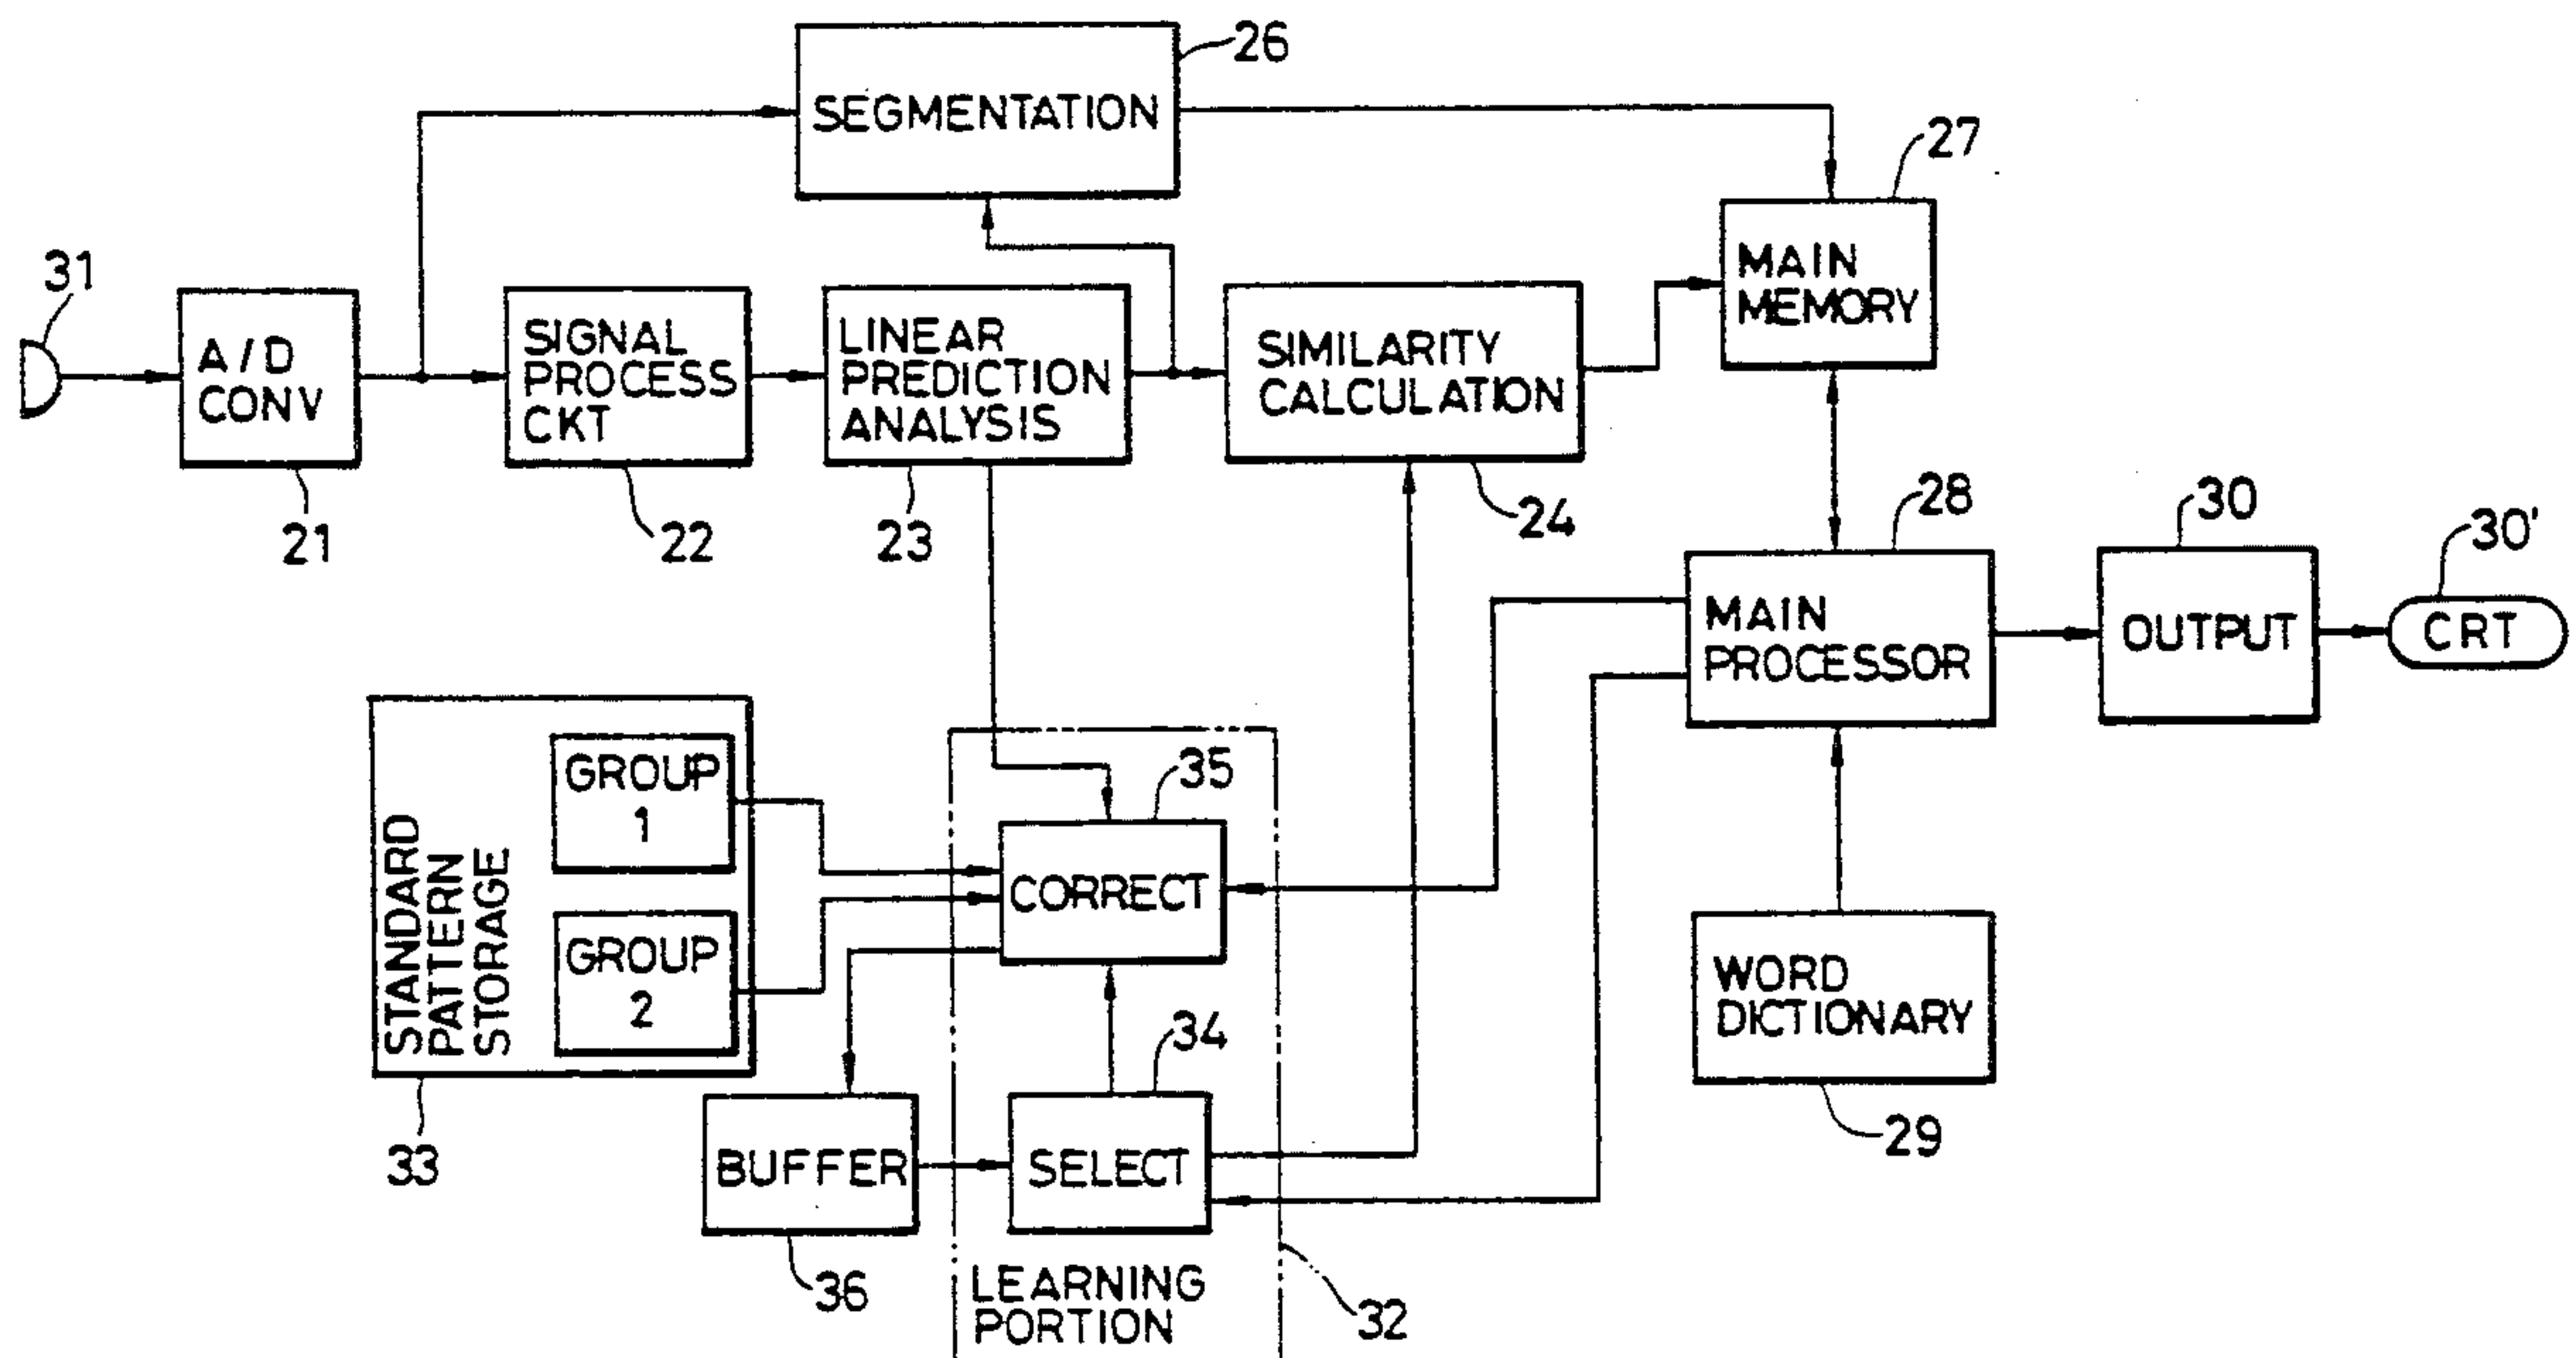 26
SEGMENTATION
27
MAIN
MEMORY
31
A/D
CONV
21
SIGNAL
PROCESS
CKT
22
LINEAR
PREDICTION
ANALYSIS
23
SIMILARITY
CALCULATION
24
28
MAIN
PROCESSOR
30
OUTPUT
30'
CRT
STANDARD
PATTERN
STORAGE
GROUP
1
GROUP
2
33
35
CORRECT
34
SELECT
BUFFER
36
LEARNING
PORTION
32
WORD
DICTIONARY
29